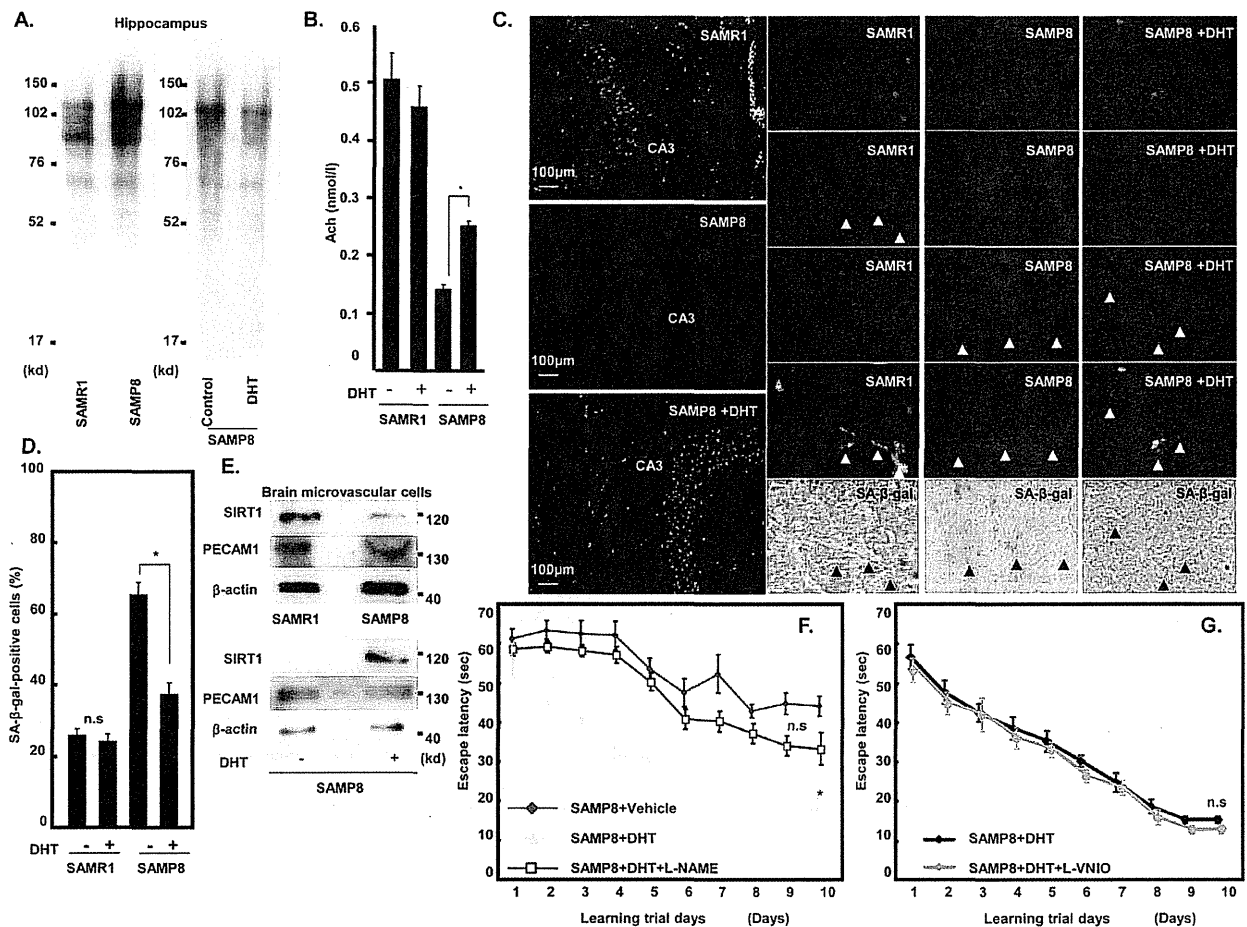 A.
Hippocampus
150
102
76
52
17
(kd)
150
102
76
52
17
(kd)
SAMR1
SAMP8
Control
DHT
SAMP8
B.
0.6
0.5
0.4
0.3
0.2
0.1
0
Ach (nmol/l)
*
DHT - + - +
SAMR1 SAMP8
C.
SAMR1
CA3
100μm
SAMP8
CA3
100μm
SAMP8 +DHT
CA3
100μm
SAMR1 SAMP8 SAMP8 +DHT
SAMR1 SAMP8 SAMP8 +DHT
SAMR1 SAMP8 SAMP8 +DHT
SAMR1 SAMP8 SAMP8 +DHT
SA-β-gal SA-β-gal SA-β-gal
D.
100
80
60
40
20
0
SA-β-gal-positive cells (%)
n.s
*
DHT - + - +
SAMR1 SAMP8
E.
Brain microvascular cells
SIRT1 120
PECAM1 130
β-actin 40
SAMR1 SAMP8
SIRT1 120
PECAM1 130
β-actin 40
DHT - + (kd)
SAMP8
F.
70
60
50
40
30
20
10
0
Escape latency (sec)
n.s
*
SAMP8+Vehicle
SAMP8+DHT
SAMP8+DHT+L-NAME
1 2 3 4 5 6 7 8 9 10
Learning trial days (Days)
G.
70
60
50
40
30
20
10
0
Escape latency (sec)
n.s
SAMP8+DHT
SAMP8+DHT+L-VNIO
1 2 3 4 5 6 7 8 9 10
Learning trial days (Days)